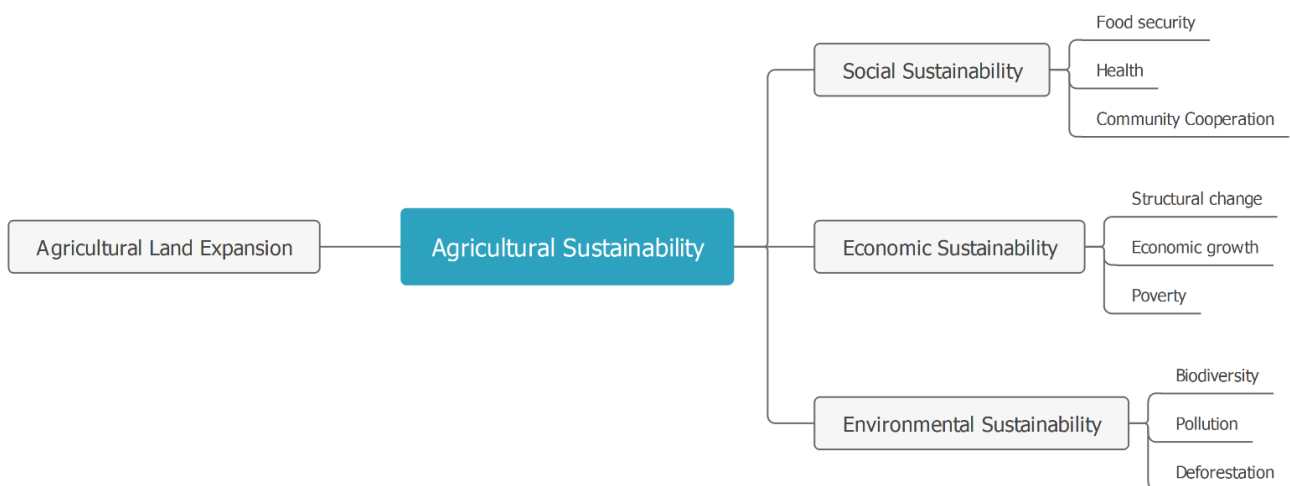 Agricultural Land Expansion
Agricultural Sustainability
Social Sustainability
Food security
Health
Community Cooperation
Economic Sustainability
Structural change
Economic growth
Poverty
Environmental Sustainability
Biodiversity
Pollution
Deforestation